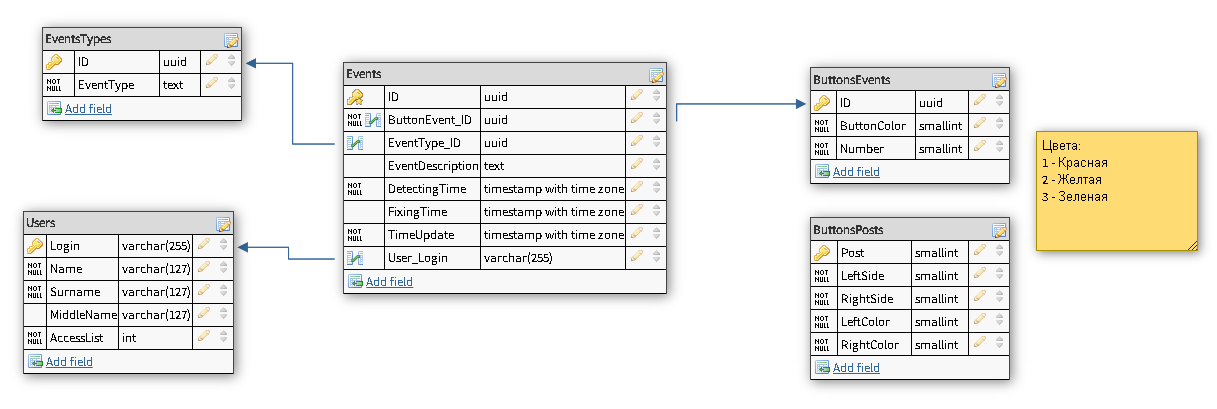 EventsTypes
ID uuid
NOT NULL EventType text
Add field
Events
ID uuid
NOT NULL ButtonEvent_ID uuid
EventType_ID uuid
EventDescription text
NOT NULL DetectingTime timestamp with time zone
FixingTime timestamp with time zone
NOT NULL TimeUpdate timestamp with time zone
User_Login varchar(255)
Add field
ButtonsEvents
ID uuid
NOT NULL ButtonColor smallint
NOT NULL Number smallint
Add field
Цвета:
1 - Красная
2 - Желтая
3 - Зеленая
Users
Login varchar(255)
NOT NULL Name varchar(127)
NOT NULL Surname varchar(127)
MiddleName varchar(127)
NOT NULL AccessList int
Add field
ButtonsPosts
Post smallint
NOT NULL LeftSide smallint
NOT NULL RightSide smallint
NOT NULL LeftColor smallint
NOT NULL RightColor smallint
Add field